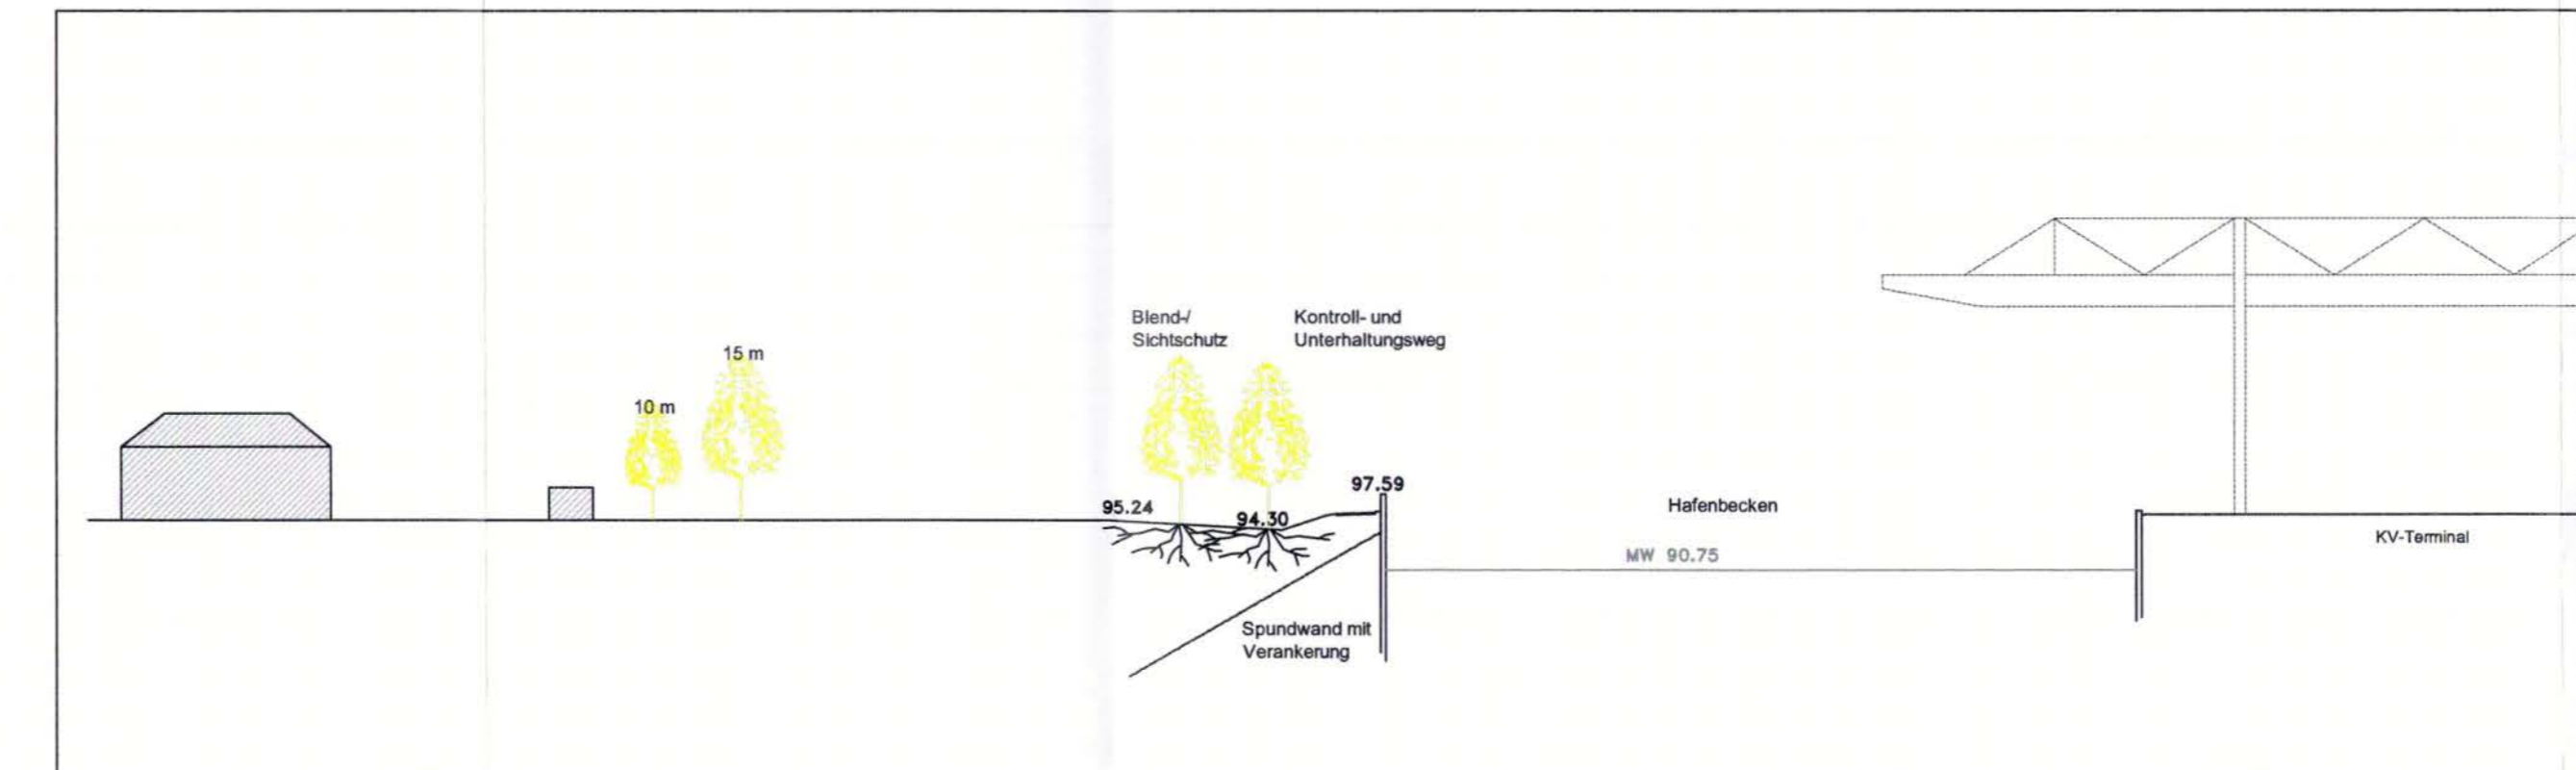 15 m
10 m
Blend-/
Sichtschutz
Kontroll- und
Unterhaltungsweg
95.24
94.30
97.59
Hafenbecken
MW 90.75
KV-Terminal
Spundwand mit
Verankerung